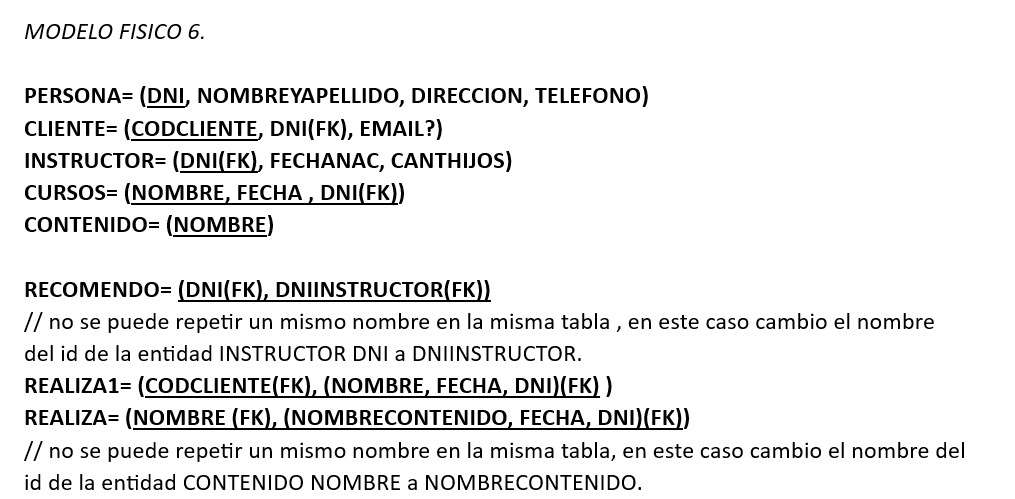 MODELO FISICO 6.
PERSONA= (DNI, NOMBREYAPELLIDO, DIRECCION, TELEFONO)
CLIENTE= (CODCLIENTE, DNI(FK), EMAIL?)
INSTRUCTOR= (DNI(FK), FECHANAC, CANTHIJOS)
CURSOS= (NOMBRE, FECHA , DNI(FK))
CONTENIDO= (NOMBRE)
RECOMENDO= (DNI(FK), DNIINSTRUCTOR(FK))
// no se puede repetir un mismo nombre en la misma tabla , en este caso cambio el nombre
del id de la entidad INSTRUCTOR DNI a DNIINSTRUCTOR.
REALIZA1= (CODCLIENTE(FK), (NOMBRE, FECHA, DNI)(FK) )
REALIZA= (NOMBRE (FK), (NOMBRECONTENIDO, FECHA, DNI)(FK))
// no se puede repetir un mismo nombre en la misma tabla, en este caso cambio el nombre del
id de la entidad CONTENIDO NOMBRE a NOMBRECONTENIDO.